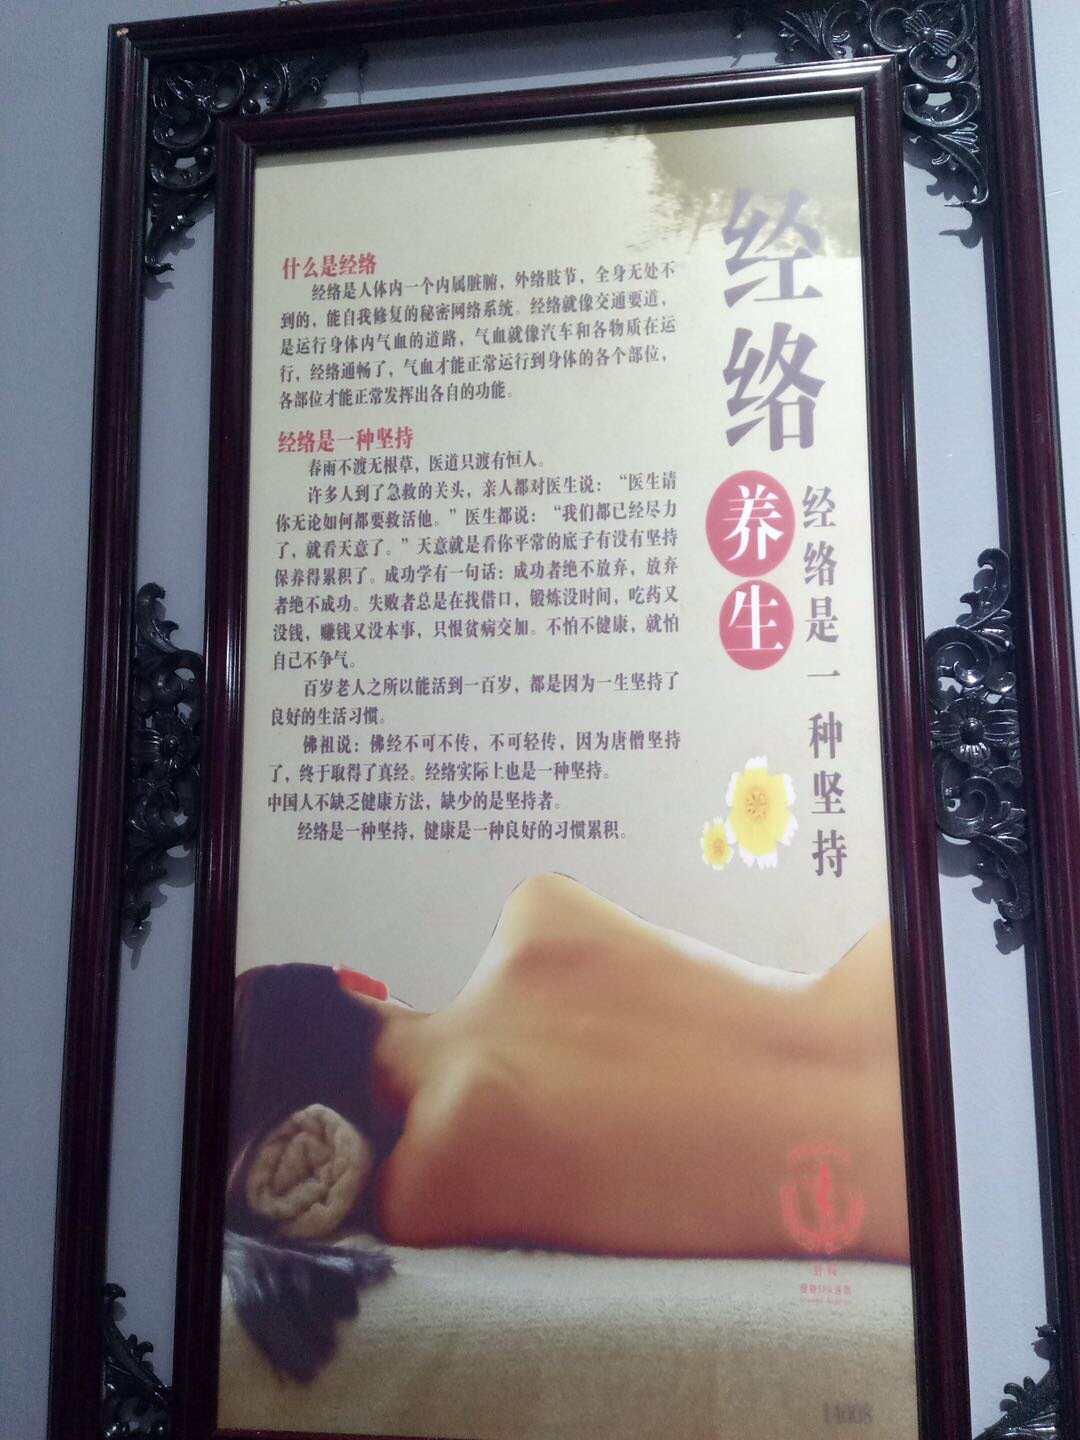 经络
养生
经络是一种坚持
什么是经络
经络是人体内一个内属脏腑，外络肢节，全身无处不
到的，能自我修复的秘密网络系统。经络就像交通要道，
是运行身体内气血的道路，气血就像汽车和各物质在运
行，经络通畅了，气血才能正常运行到身体的各个部位，
各部位才能正常发挥出各自的功能。
经络是一种坚持
春雨不渡无根草，医道只渡有恒人。
许多人到了急救的关头，亲人都对医生说：“医生请
你无论如何都要救活他。”医生都说：“我们都已经尽力
了，就看天意了。”天意就是看你平常的底子有没有坚持
保养得累积了。成功学有一句话：成功者绝不放弃，放弃
者绝不成功。失败者总是在找借口，锻炼没时间，吃药又
没钱，赚钱又没本事，只恨贫病交加。不怕不健康，就怕
自己不争气。
百岁老人之所以能活到一百岁，都是因为一生坚持了
良好的生活习惯。
佛祖说：佛经不可不传，不可轻传，因为唐僧坚持
了，终于取得了真经。经络实际上也是一种坚持。
中国人不缺乏健康方法，缺少的是坚持者。
经络是一种坚持，健康是一种良好的习惯累积。
14008